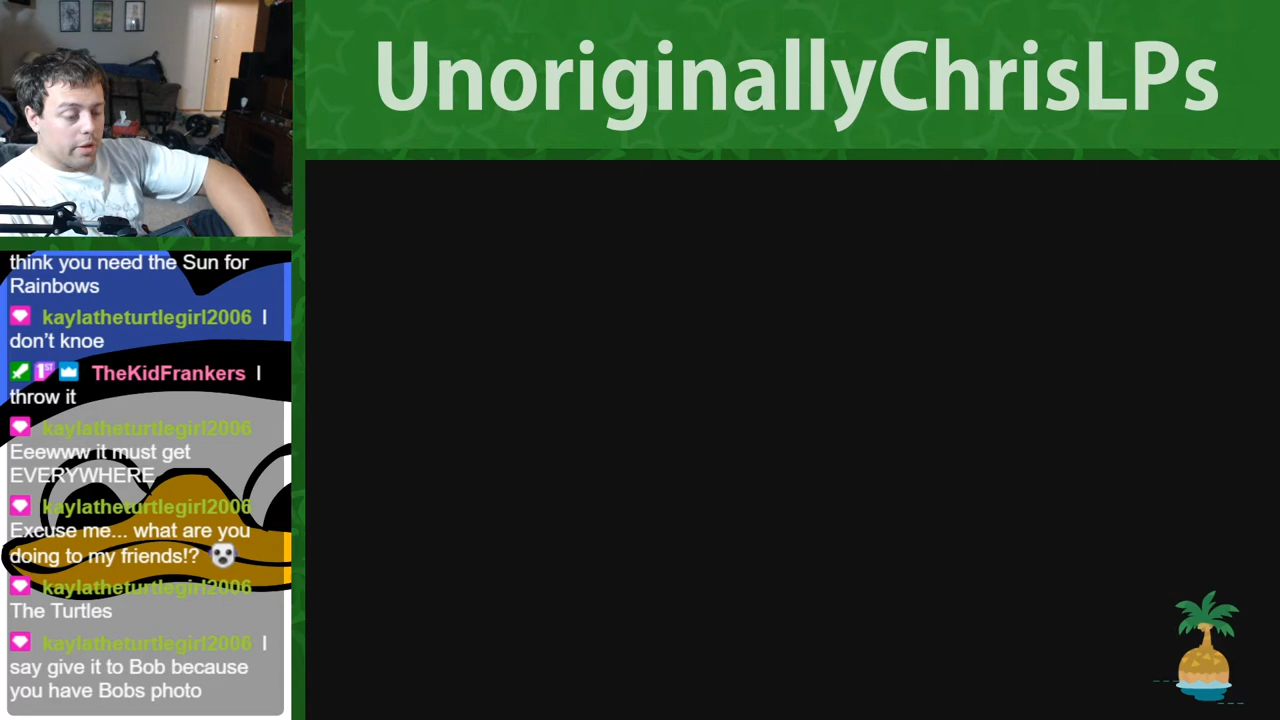 UnoriginallyChrisLPs
think you need the Sun for
Rainbows
kaylatheturtlegirl2006 I
don't knoe
1ST TheKidFrankers I
throw it
kaylatheturtlegirl2006
Eeewww it must get
EVERYWHERE
kaylatheturtlegirl2006
Excuse me... what are you
doing to my friends!?
kaylatheturtlegirl2006
The Turtles
kaylatheturtlegirl2006 I
say give it to Bob because
you have Bobs photo